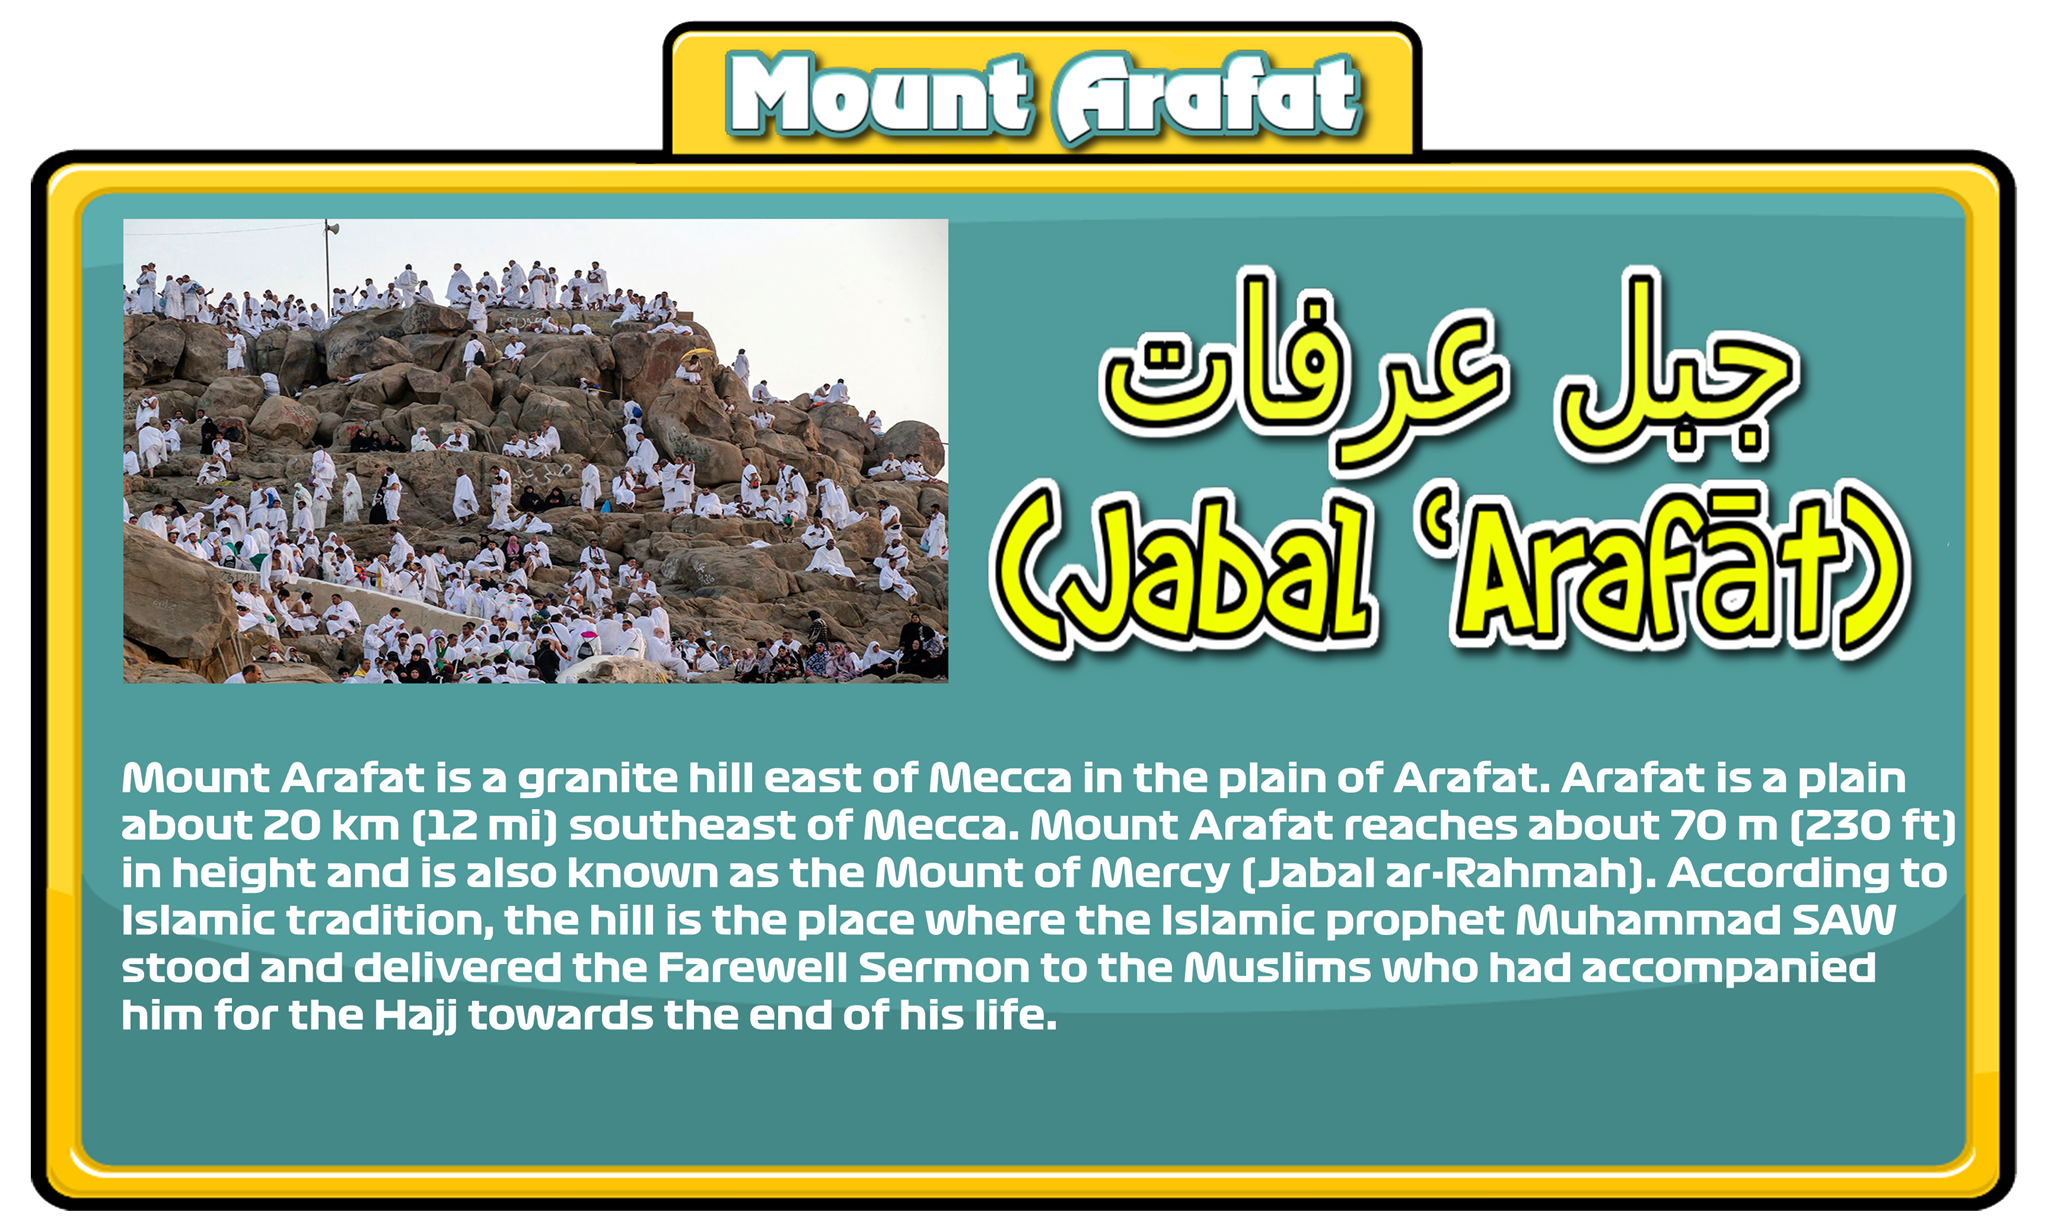 Mount Arafat
جبل عرفات
(Jabal ʿArafāt)
Mount Arafat is a granite hill east of Mecca in the plain of Arafat. Arafat is a plain
about 20 km (12 mi) southeast of Mecca. Mount Arafat reaches about 70 m (230 ft)
in height and is also known as the Mount of Mercy (Jabal ar-Rahmah). According to
Islamic tradition, the hill is the place where the Islamic prophet Muhammad SAW
stood and delivered the Farewell Sermon to the Muslims who had accompanied
him for the Hajj towards the end of his life.